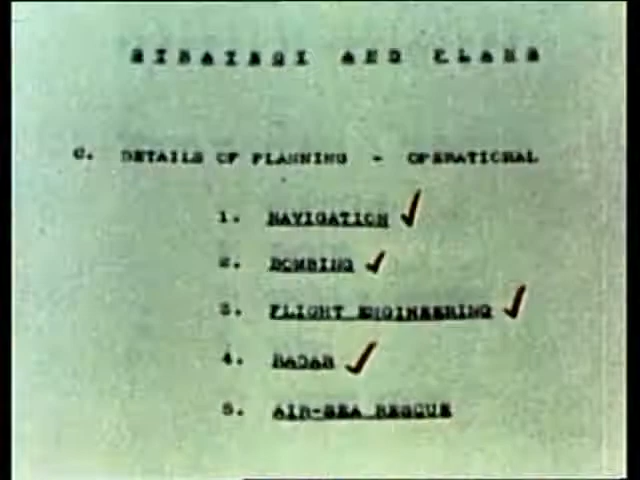 STRATEGY AND PLANS
C. DETAILS OF PLANNING - OPERATIONAL
1. NAVIGATION ✓
2. BOMBING ✓
3. FLIGHT ENGINEERING ✓
4. RADAR ✓
5. AIR-SEA RESCUE